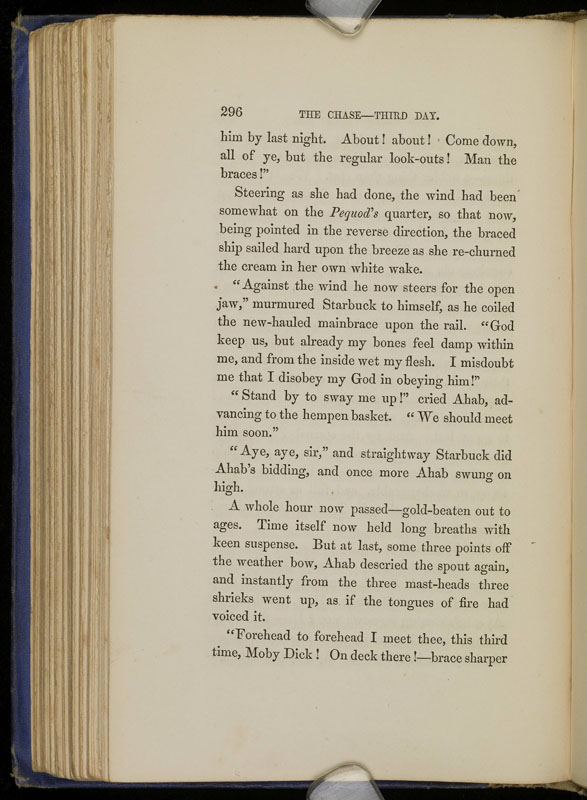 296 THE CHASE—THIRD DAY.
him by last night. About! about! Come down,
all of ye, but the regular look-outs! Man the
braces!”
Steering as she had done, the wind had been
somewhat on the Pequod’s quarter, so that now,
being pointed in the reverse direction, the braced
ship sailed hard upon the breeze as she re-churned
the cream in her own white wake.
“Against the wind he now steers for the open
jaw,” murmured Starbuck to himself, as he coiled
the new-hauled mainbrace upon the rail. “God
keep us, but already my bones feel damp within
me, and from the inside wet my flesh. I misdoubt
me that I disobey my God in obeying him!”
“Stand by to sway me up!” cried Ahab, ad-
vancing to the hempen basket. “We should meet
him soon.”
“Aye, aye, sir,” and straightway Starbuck did
Ahab’s bidding, and once more Ahab swung on
high.
A whole hour now passed—gold-beaten out to
ages. Time itself now held long breaths with
keen suspense. But at last, some three points off
the weather bow, Ahab descried the spout again,
and instantly from the three mast-heads three
shrieks went up, as if the tongues of fire had
voiced it.
“Forehead to forehead I meet thee, this third
time, Moby Dick! On deck there!—brace sharper